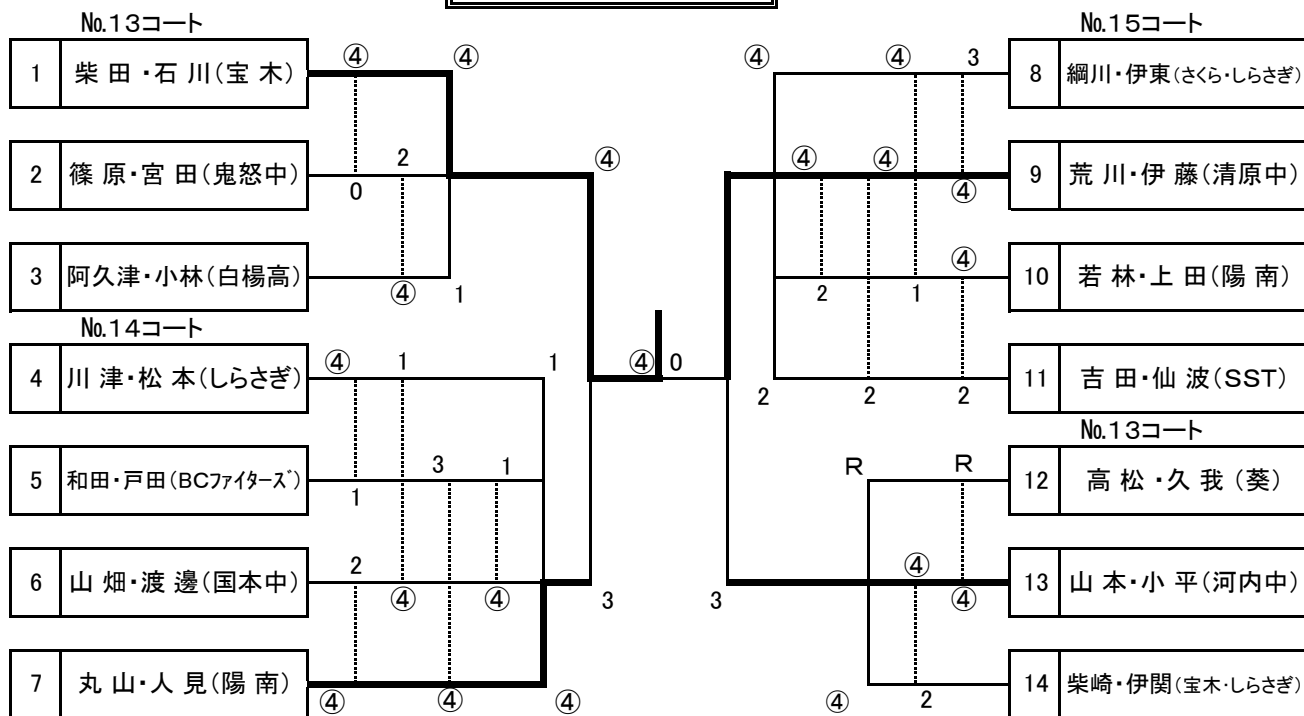 No.13コート
④ ④
1 柴田・石川(宝木)
2
2 篠原・宮田(鬼怒中)
0
④
3 阿久津・小林(白楊高)
④ 1
No.14コート
④ 1 1
4 川津・松本(しらさぎ)
④ 0
3 1
5 和田・戸田(BCファイターズ)
1
2
6 山畑・渡邊(国本中)
④ ④ 3
7 丸山・人見(陽南)
④ ④ ④
No.15コート
④ ④ 3
8 綱川・伊東(さくら・しらさぎ)
④ ④
9 荒川・伊藤(清原中)
④
④
10 若林・上田(陽南)
2 1
11 吉田・仙波(SST)
2 2 2
No.13コート
R R
12 高松・久我(葵)
④
13 山本・小平(河内中)
3 ④
14 柴崎・伊関(宝木・しらさぎ)
④ 2